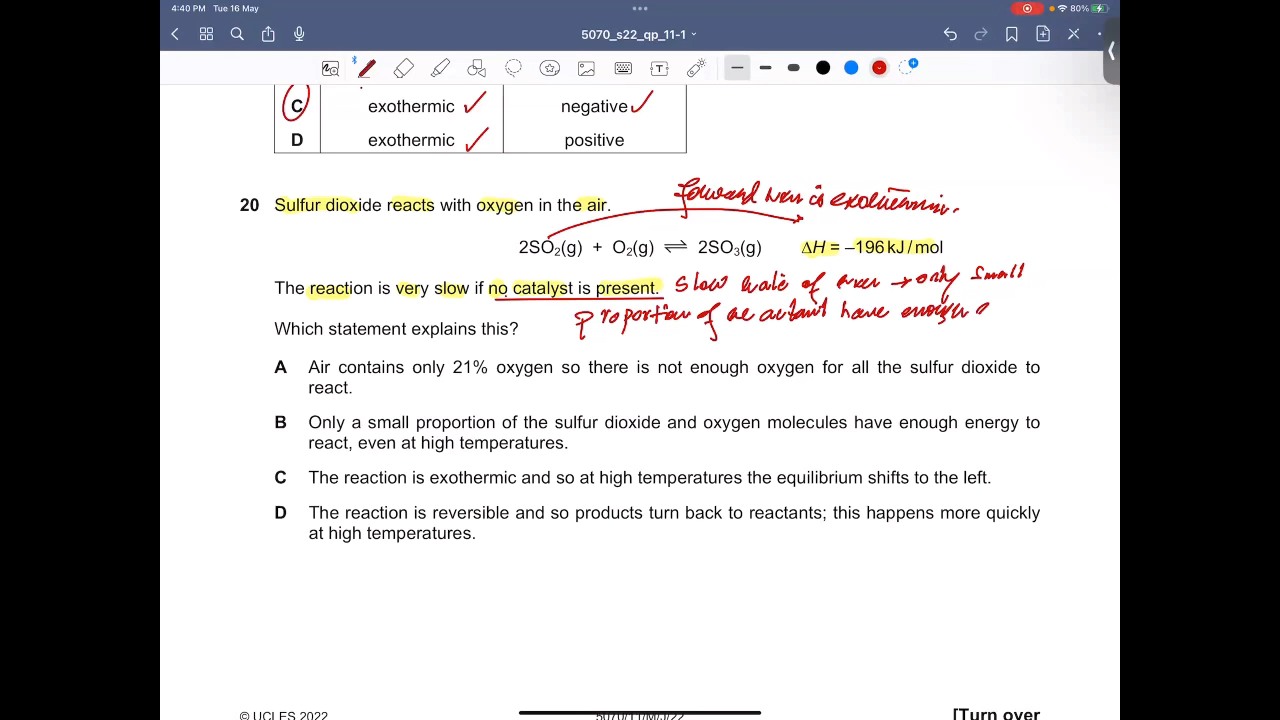 4:40 PM Tue 16 May
80%
5070_s22_qp_11-1
C exothermic negative
D exothermic positive
20 Sulfur dioxide reacts with oxygen in the air.
forward is exothermic.
2SO₂(g) + O₂(g) ⇌ 2SO₃(g) ΔH = –196 kJ/mol
The reaction is very slow if no catalyst is present.
slow rate of → only small
proportion of reactant have enough
Which statement explains this?
A Air contains only 21% oxygen so there is not enough oxygen for all the sulfur dioxide to
react.
B Only a small proportion of the sulfur dioxide and oxygen molecules have enough energy to
react, even at high temperatures.
C The reaction is exothermic and so at high temperatures the equilibrium shifts to the left.
D The reaction is reversible and so products turn back to reactants; this happens more quickly
at high temperatures.
© UCLES 2022
5070/11/M/J/22
[Turn over